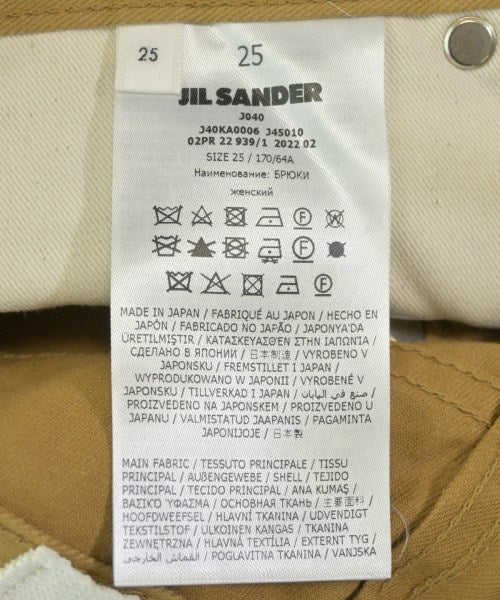 25
25
JIL SANDER
J040
J40KA0006 J45010
02PR 22 939/1 2022 02
SIZE 25 / 170/64A
Наименование: БРЮКИ
женский
MADE IN JAPAN / FABRIQUÉ AU JAPON / HECHO EN
JAPÓN / FABRICADO NO JAPÃO / JAPONYA'DA
ÜRETILMIŞTIR / ΚΑΤΑΣΚΕΥΑΣΘΕΝ ΣΤΗΝ ΙΑΠΩΝΙΑ /
СДЕЛАНО В ЯПОНИИ / 日本制造 / VYROBENO V
JAPONSKU / FREMSTILLET I JAPAN /
WYPRODUKOWANO W JAPONII / VYROBENÉ V
JAPONSKU / TILLVERKAD I JAPAN / صنع في اليابان /
PROIZVEDENO NA JAPONSKEM / PROIZVEDENO U
JAPANU / VALMISTATUD JAAPANIS / PAGAMINTA
JAPONIJOJE / 日本製
MAIN FABRIC / TESSUTO PRINCIPALE / TISSU
PRINCIPAL / AUßENGEWEBE / SHELL / TEJIDO
PRINCIPAL / TECIDO PRINCIPAL / ANA KUMAŞ /
ΒΑΣΙΚΌ ΎΦΑΣΜΑ / ОСНОВНАЯ ТКАНЬ / 主要面料 /
HOOFDWEEFSEL / HLAVNÍ TKANINA / UDVENDIGT
TEKSTILSTOF / ULKOINEN KANGAS / TKANINA
ZEWNĘTRZNA / HLAVNÁ TEXTÍLIA / EXTERNT TYG /
القماش الخارجي / POGLAVITNA TKANINA / VANJSKA